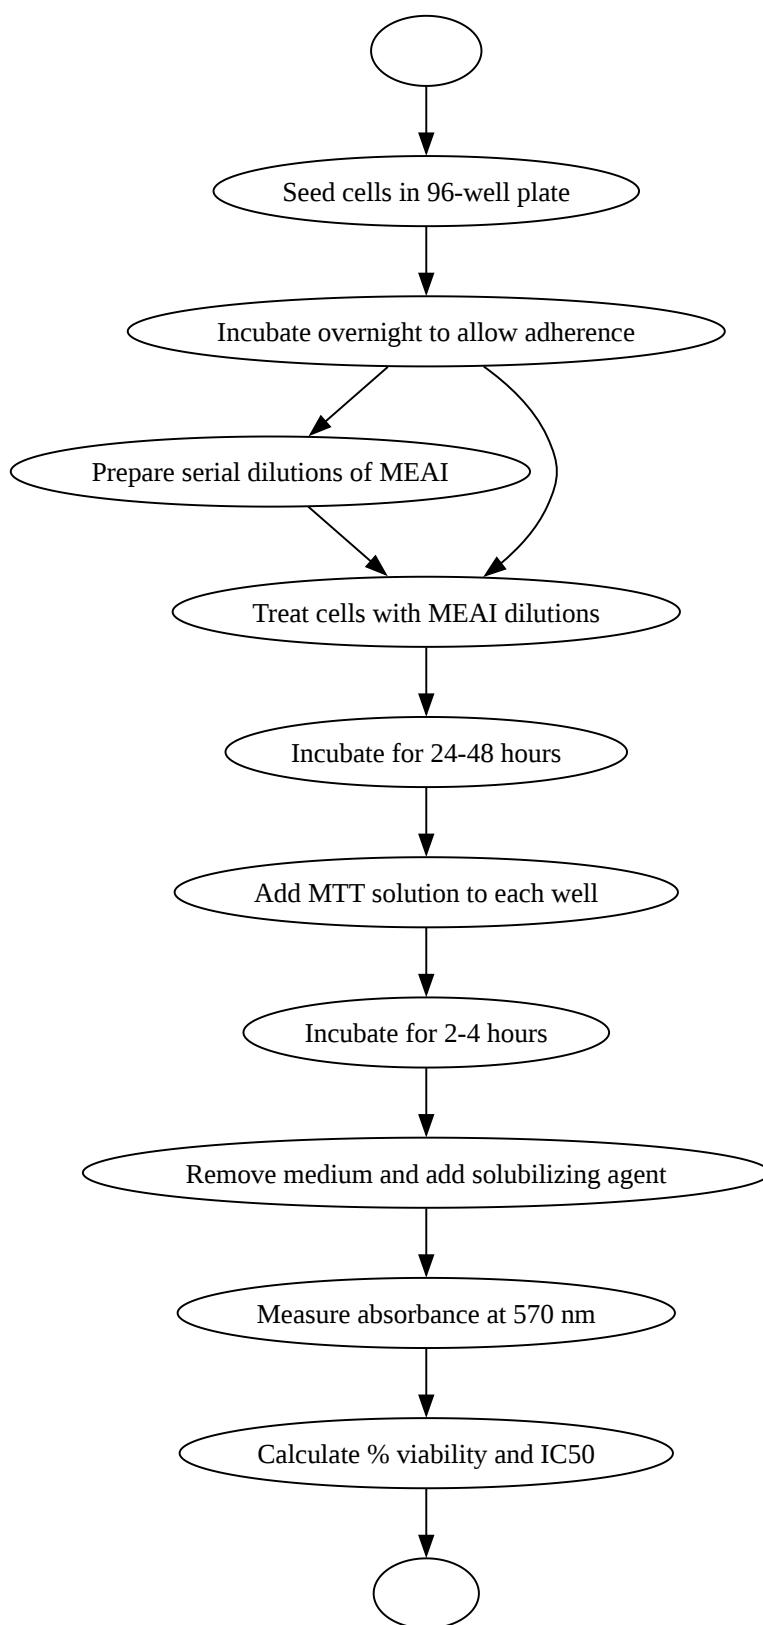 Seed cells in 96-well plate
Incubate overnight to allow adherence
Prepare serial dilutions of MEAI
Treat cells with MEAI dilutions
Incubate for 24-48 hours
Add MTT solution to each well
Incubate for 2-4 hours
Remove medium and add solubilizing agent
Measure absorbance at 570 nm
Calculate % viability and IC50